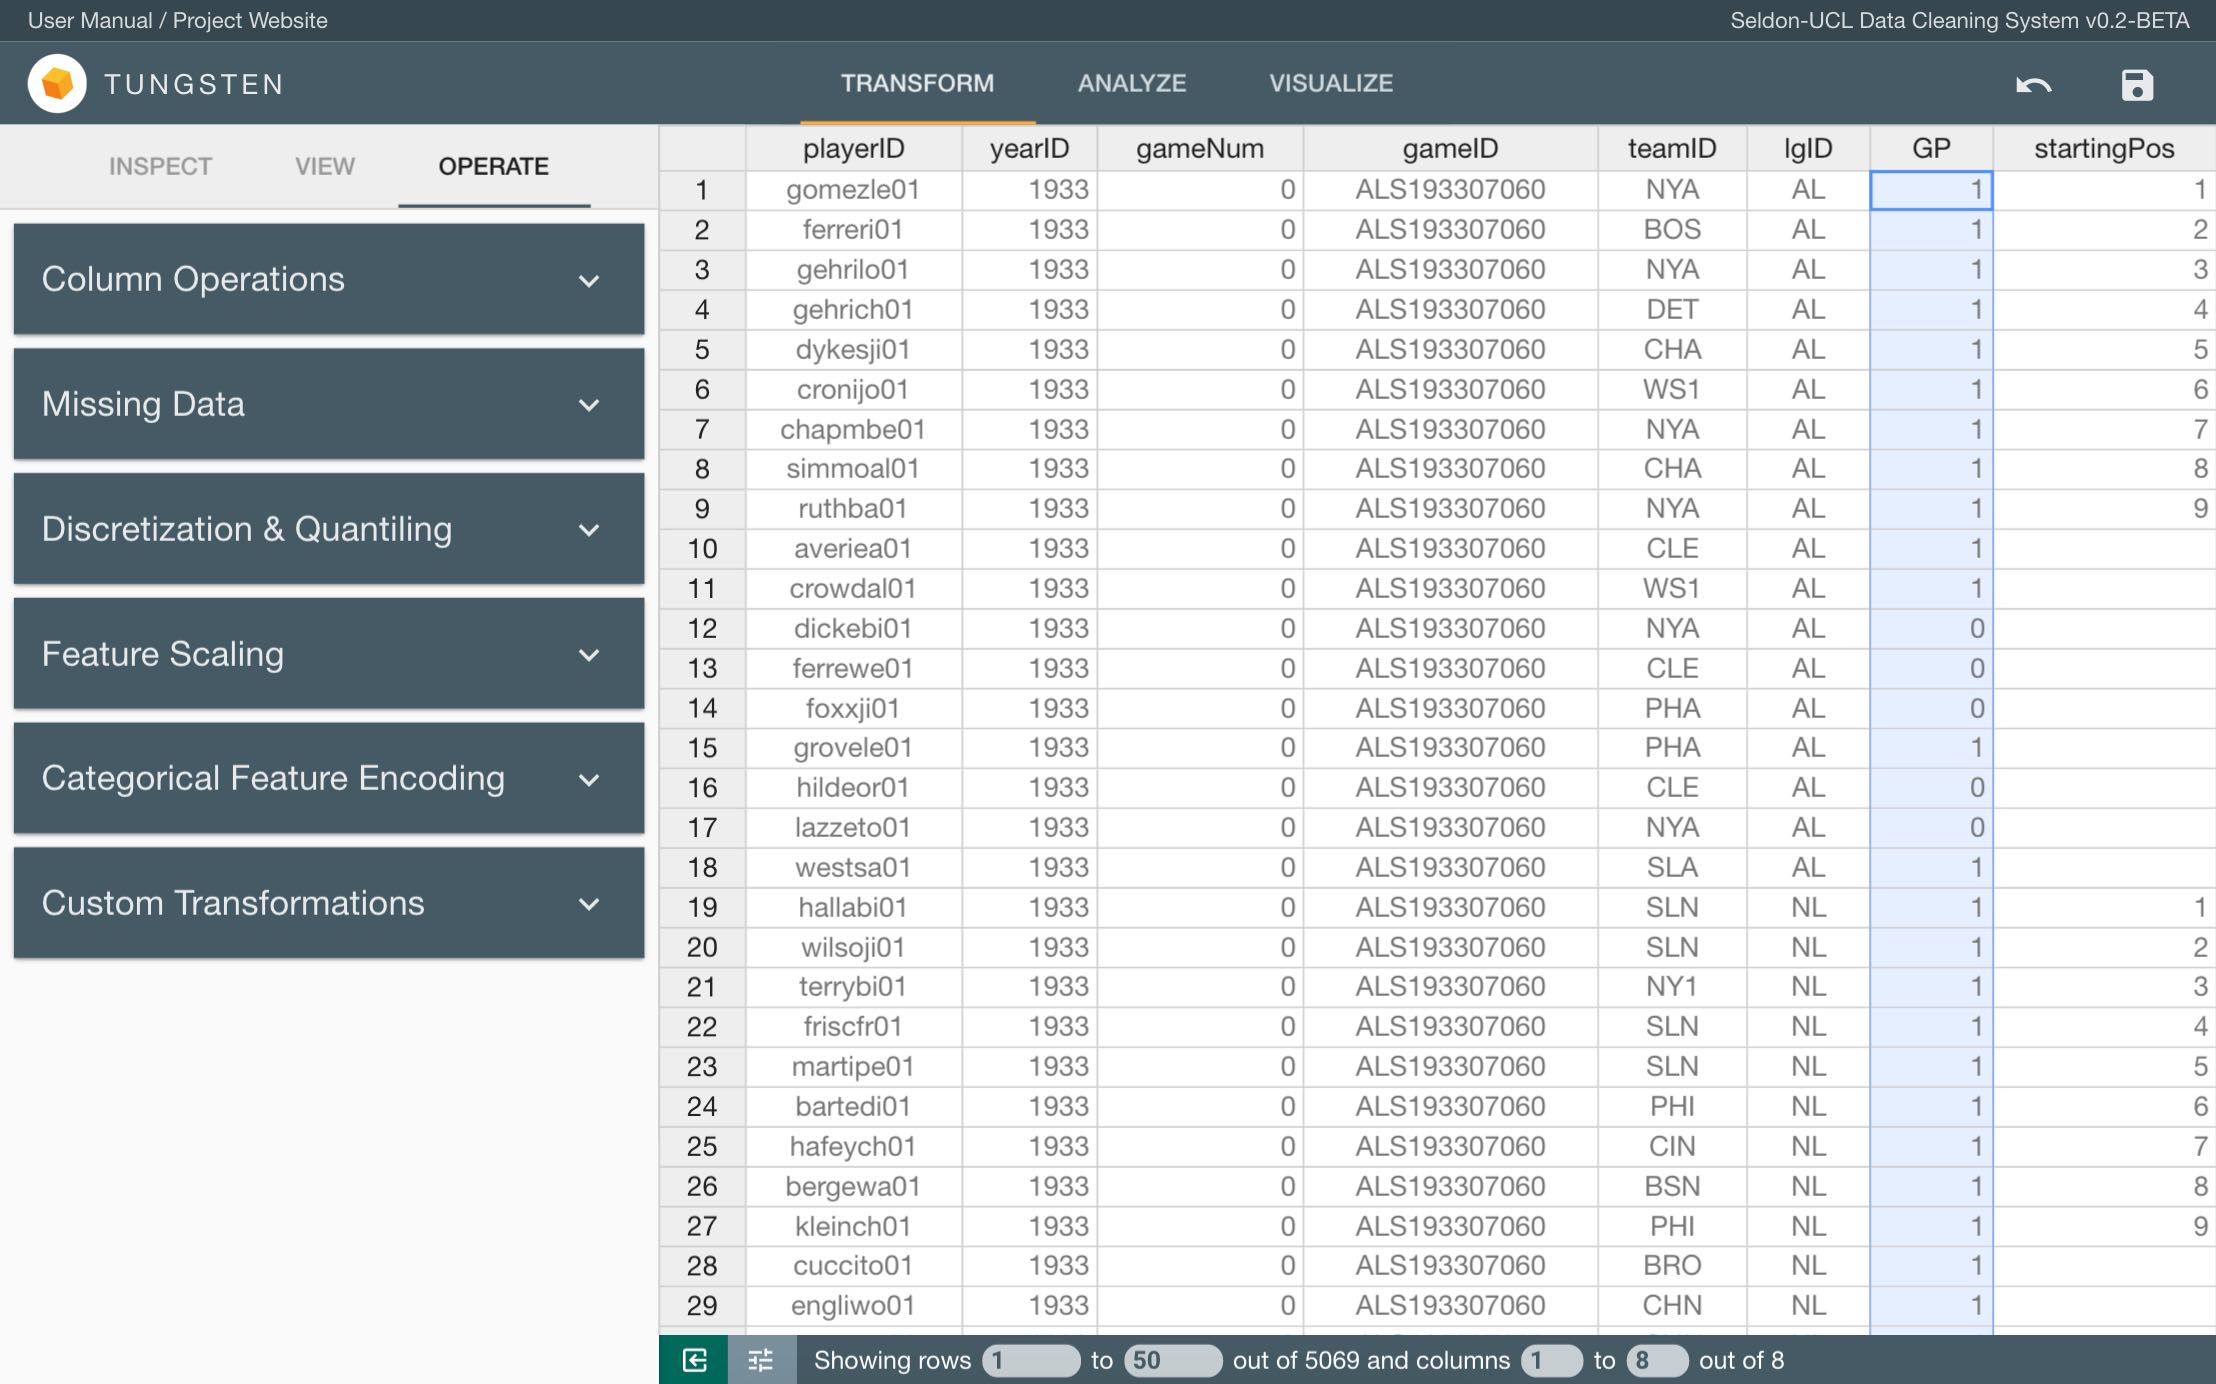 User Manual / Project Website
Seldon-UCL Data Cleaning System v0.2-BETA
TUNGSTEN
TRANSFORM ANALYZE VISUALIZE
INSPECT VIEW OPERATE
Column Operations
Missing Data
Discretization & Quantiling
Feature Scaling
Categorical Feature Encoding
Custom Transformations
playerID yearID gameNum gameID teamID lgID GP startingPos
1 gomezle01 1933 0 ALS193307060 NYA AL 1 1
2 ferreri01 1933 0 ALS193307060 BOS AL 1 2
3 gehrilo01 1933 0 ALS193307060 NYA AL 1 3
4 gehrich01 1933 0 ALS193307060 DET AL 1 4
5 dykesji01 1933 0 ALS193307060 CHA AL 1 5
6 cronijo01 1933 0 ALS193307060 WS1 AL 1 6
7 chapmbe01 1933 0 ALS193307060 NYA AL 1 7
8 simmoal01 1933 0 ALS193307060 CHA AL 1 8
9 ruthba01 1933 0 ALS193307060 NYA AL 1 9
10 averiea01 1933 0 ALS193307060 CLE AL 1
11 crowdal01 1933 0 ALS193307060 WS1 AL 1
12 dickebi01 1933 0 ALS193307060 NYA AL 0
13 ferrewe01 1933 0 ALS193307060 CLE AL 0
14 foxxji01 1933 0 ALS193307060 PHA AL 0
15 grovele01 1933 0 ALS193307060 PHA AL 1
16 hildeor01 1933 0 ALS193307060 CLE AL 0
17 lazzeto01 1933 0 ALS193307060 NYA AL 0
18 westsa01 1933 0 ALS193307060 SLA AL 1
19 hallabi01 1933 0 ALS193307060 SLN NL 1 1
20 wilsoji01 1933 0 ALS193307060 SLN NL 1 2
21 terrybi01 1933 0 ALS193307060 NY1 NL 1 3
22 friscfr01 1933 0 ALS193307060 SLN NL 1 4
23 martipe01 1933 0 ALS193307060 SLN NL 1 5
24 bartedi01 1933 0 ALS193307060 PHI NL 1 6
25 hafeych01 1933 0 ALS193307060 CIN NL 1 7
26 bergewa01 1933 0 ALS193307060 BSN NL 1 8
27 kleinch01 1933 0 ALS193307060 PHI NL 1 9
28 cuccito01 1933 0 ALS193307060 BRO NL 1
29 engliwo01 1933 0 ALS193307060 CHN NL 1
Showing rows 1 to 50 out of 5069 and columns 1 to 8 out of 8